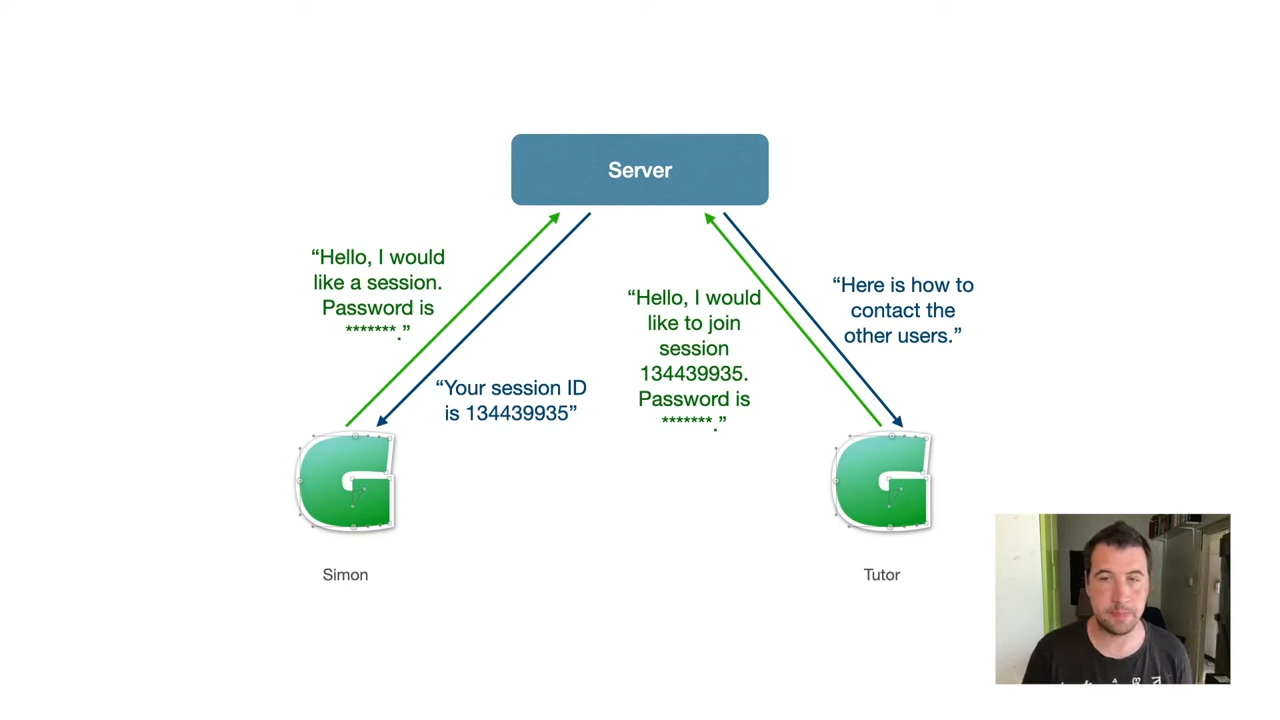 Server
“Hello, I would
like a session.
Password is
*******.”
“Your session ID
is 134439935”
“Hello, I would
like to join
session
134439935.
Password is
*******.”
“Here is how to
contact the
other users.”
Simon
Tutor